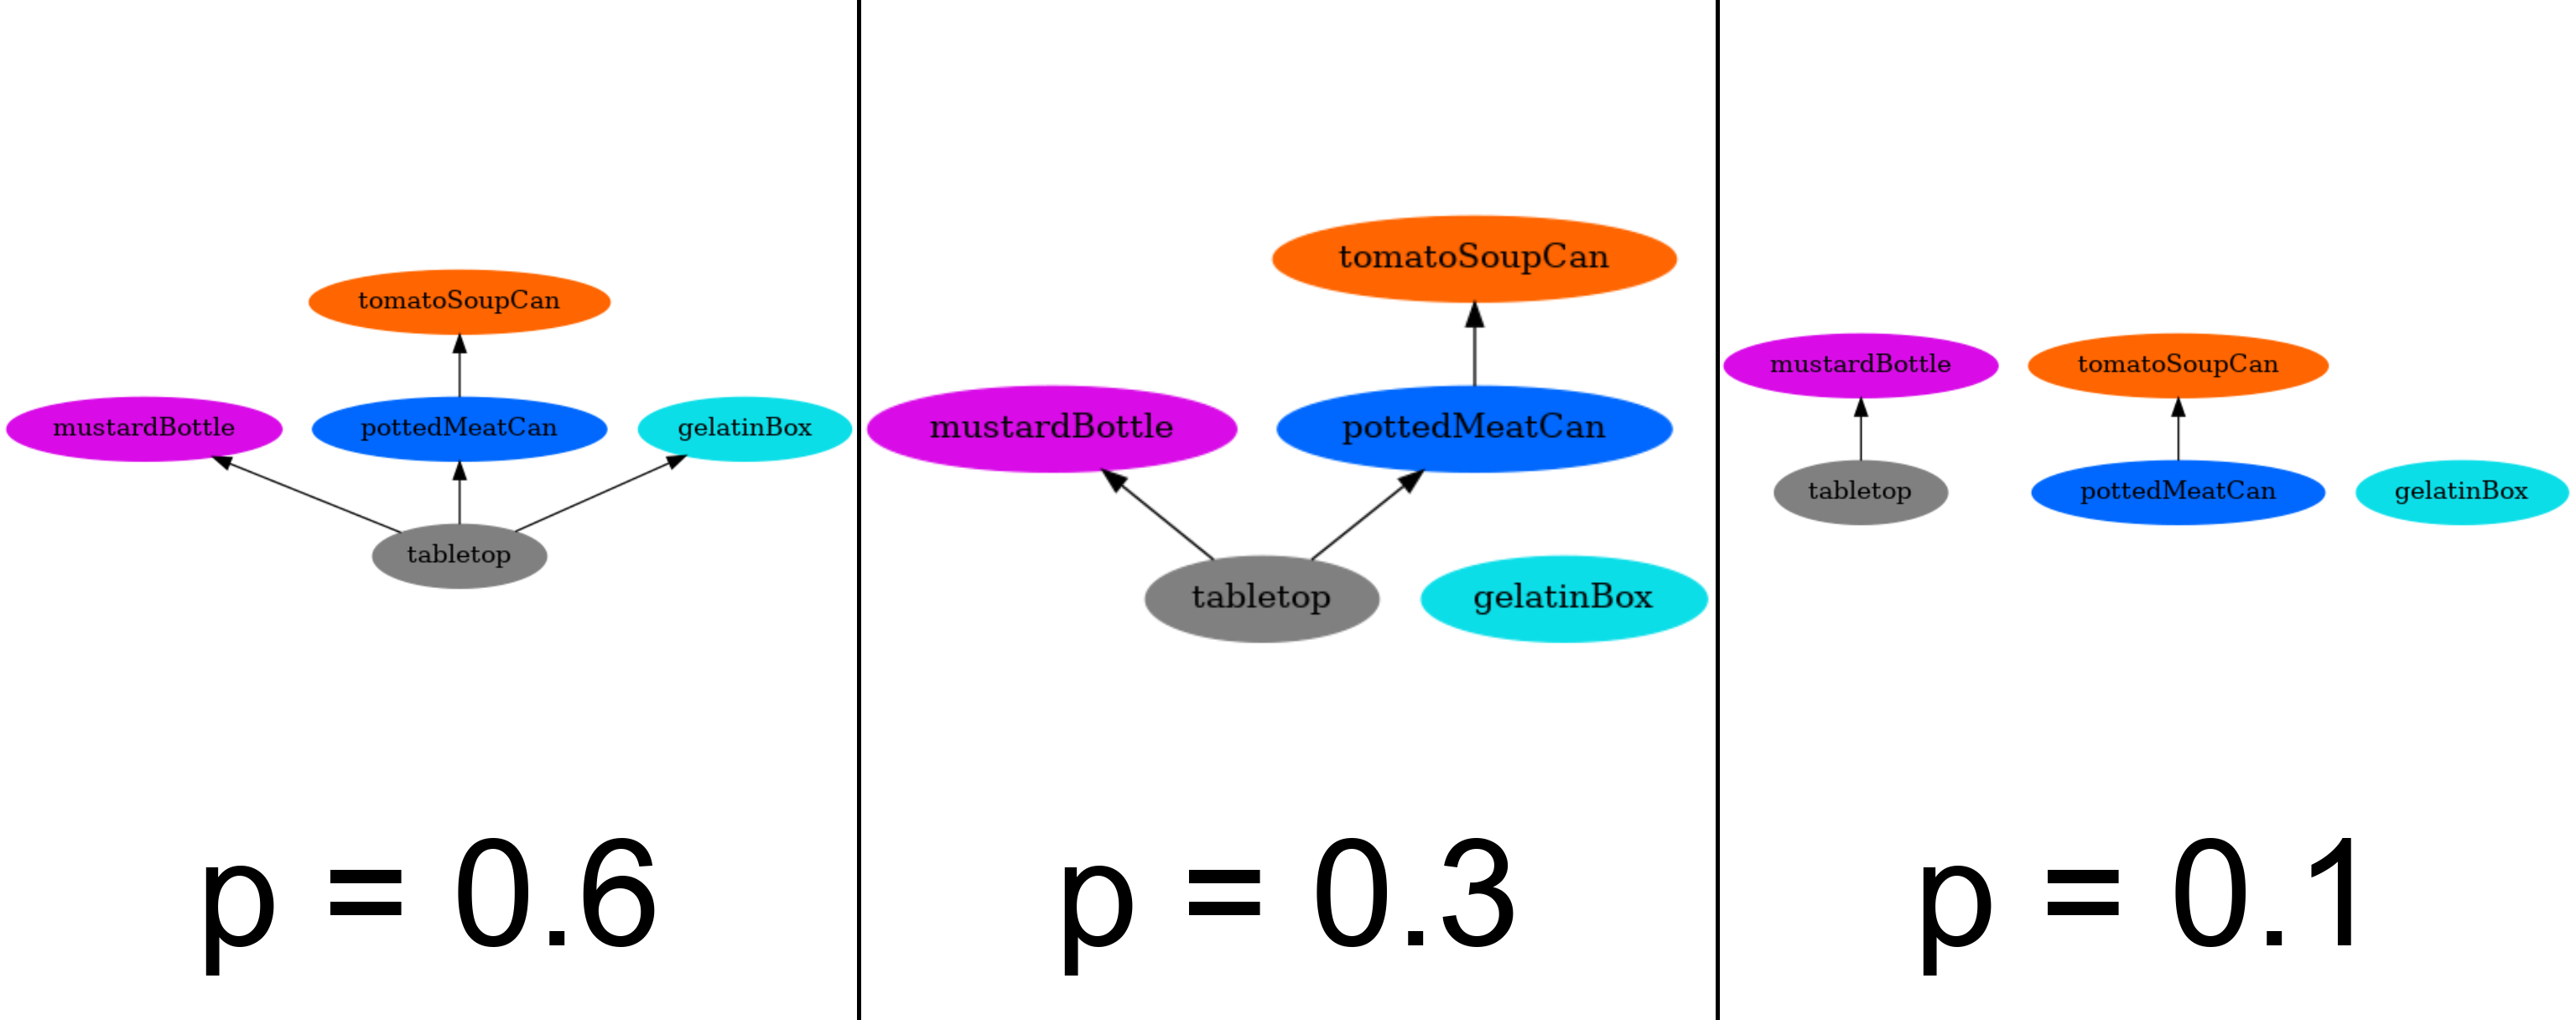 tomatoSoupCan
mustardBottle pottedMeatCan gelatinBox
tabletop
p = 0.6
tomatoSoupCan
mustardBottle pottedMeatCan
tabletop gelatinBox
p = 0.3
mustardBottle tomatoSoupCan
tabletop pottedMeatCan gelatinBox
p = 0.1